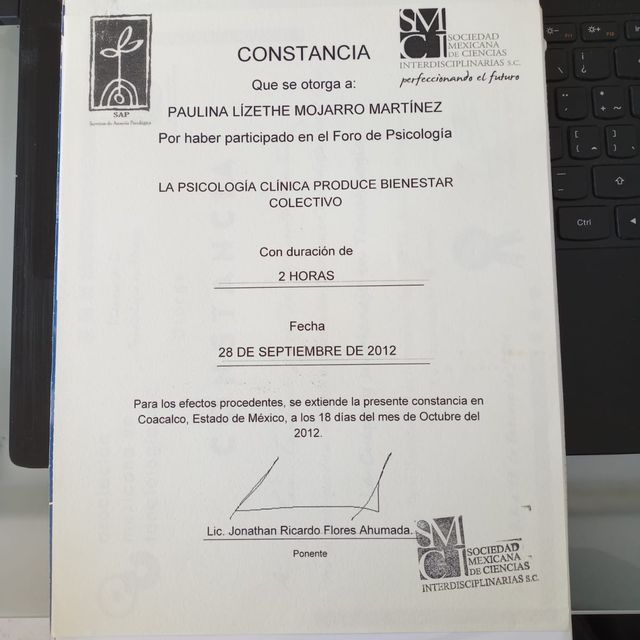 SAP
Servicios de Asesoría Psicológica
SMCI SOCIEDAD
MEXICANA
DE CIENCIAS
INTERDISCIPLINARIAS S.C.
perfeccionando el futuro
CONSTANCIA
Que se otorga a:
PAULINA LÍZETHE MOJARRO MARTÍNEZ
Por haber participado en el Foro de Psicología
LA PSICOLOGÍA CLÍNICA PRODUCE BIENESTAR
COLECTIVO
Con duración de
2 HORAS
Fecha
28 DE SEPTIEMBRE DE 2012
Para los efectos procedentes, se extiende la presente constancia en
Coacalco, Estado de México, a los 18 días del mes de Octubre del
2012.
Lic. Jonathan Ricardo Flores Ahumada.
Ponente
SMCI SOCIEDAD
MEXICANA
DE CIENCIAS
INTERDISCIPLINARIAS S.C.
Ctrl